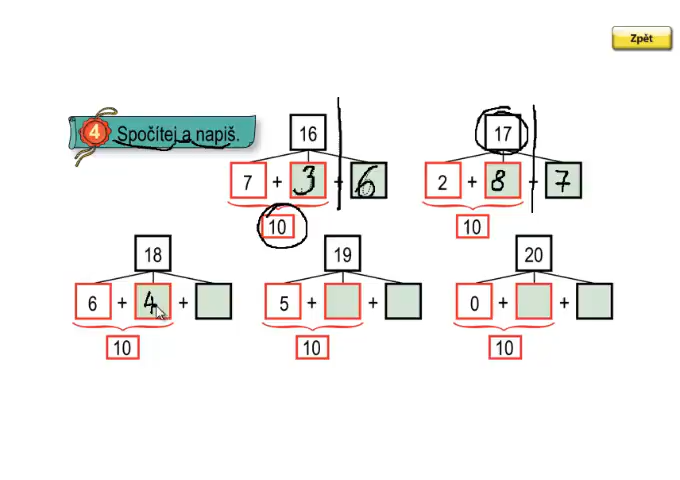 Zpět
4 Spočítej a napiš.
16
7 + 3 + 6
10
17
2 + 8 + 7
10
18
6 + 4 +
10
19
5 + +
10
20
0 + +
10